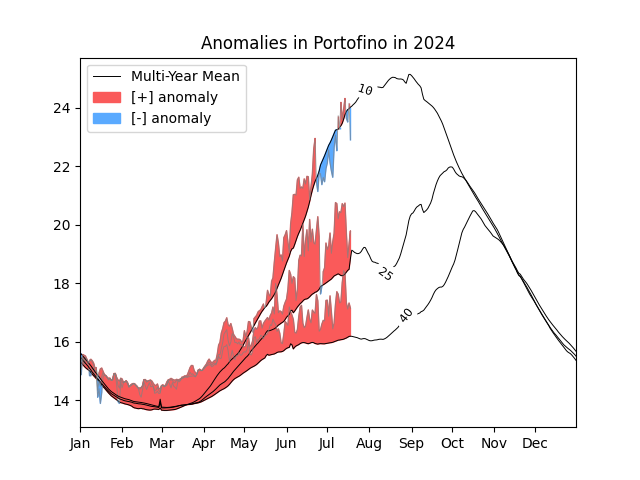 Anomalies in Portofino in 2024
Multi-Year Mean
[+] anomaly
[-] anomaly
24
22
20
18
16
14
10
25
40
Jan Feb Mar Apr May Jun Jul Aug Sep Oct Nov Dec